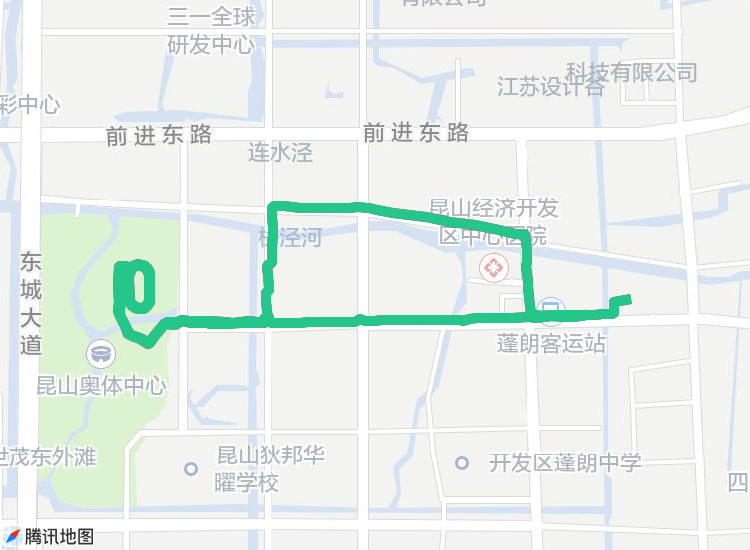 有限公司
三一全球
研发中心
科技有限公司
江苏设计谷
彩中心
前进东路
前进东路
连水泾
昆山经济开发
区中心医院
泾河
东城大道
蓬朗客运站
昆山奥体中心
世茂东外滩
昆山狄邦华
曜学校
开发区蓬朗中学
四
腾讯地图